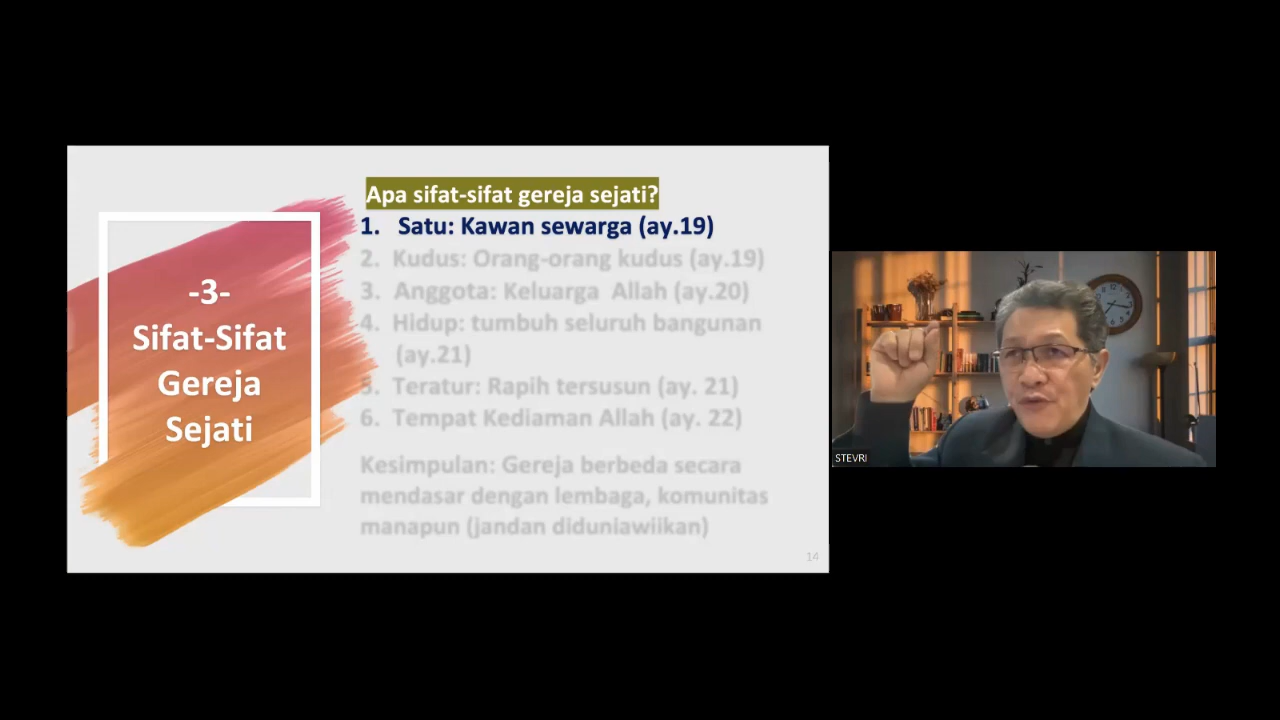 -3-
Sifat-Sifat
Gereja
Sejati
Apa sifat-sifat gereja sejati?
1. Satu: Kawan sewarga (ay.19)
2. Kudus: Orang-orang kudus (ay.19)
3. Anggota: Keluarga Allah (ay.20)
4. Hidup: tumbuh seluruh bangunan
(ay.21)
5. Teratur: Rapih tersusun (ay. 21)
6. Tempat Kediaman Allah (ay. 22)
Kesimpulan: Gereja berbeda secara
mendasar dengan lembaga, komunitas
manapun (jandan diduniawiikan)
14
STEVRI